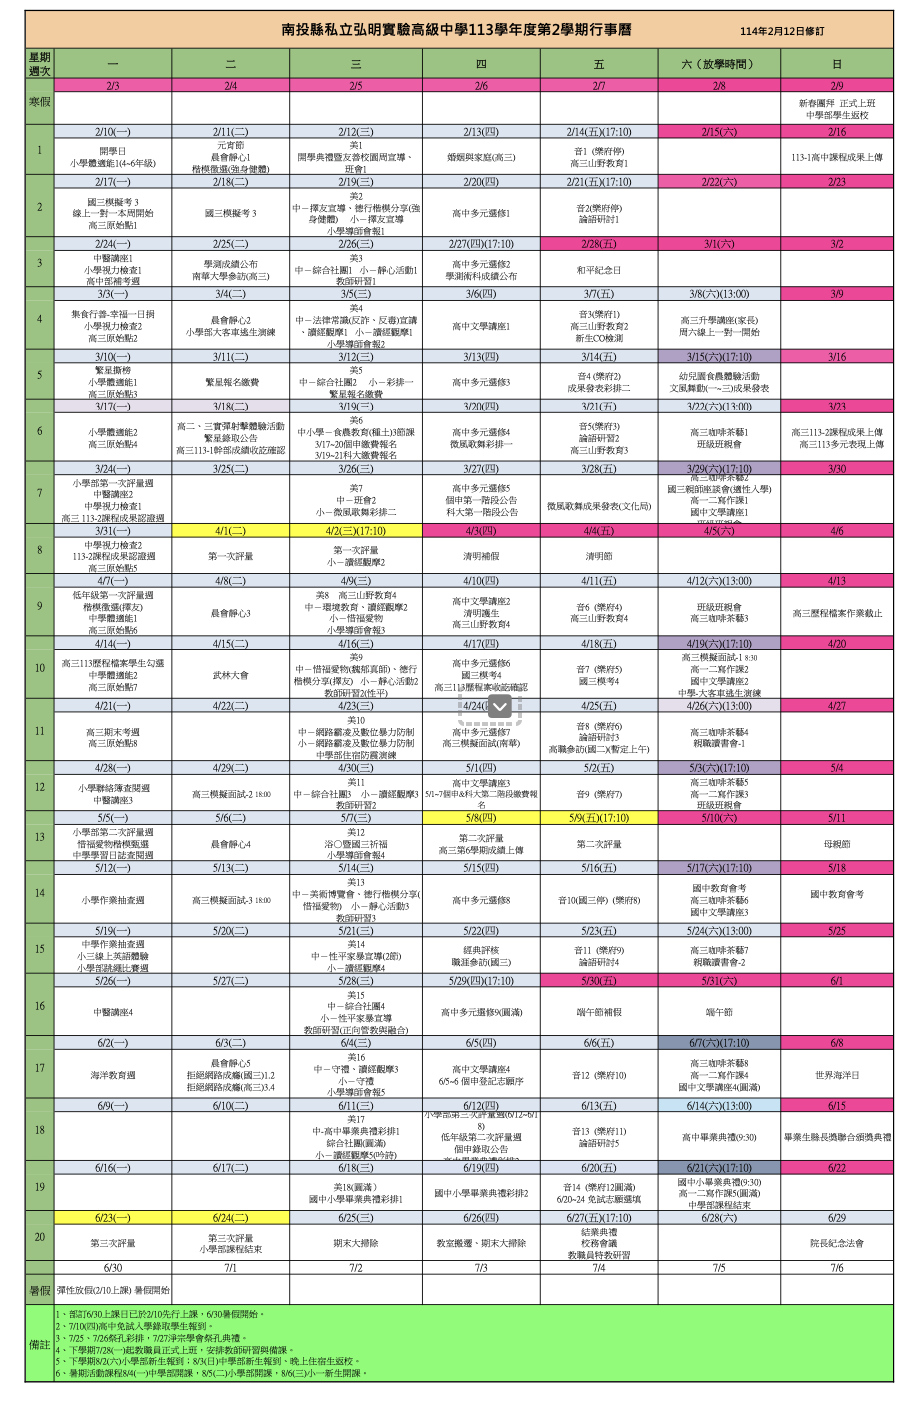 南投縣私立弘明實驗高級中學113學年度第2學期行事曆 114年2月12日修訂
星期
週次
一 二 三 四 五 六（放學時間） 日
2/3 2/4 2/5 2/6 2/7 2/8 2/9
寒假
新春團拜 正式上班
中學部學生返校
2/10(一) 2/11(二) 2/12(三) 2/13(四) 2/14(五)(17:10) 2/15(六) 2/16
1
開學日
小學體適能1(4~6年級)
元宵節
晨會靜心1
楷模徵選(強身健體)
美1
開學典禮暨友善校園周宣導、
班會1
婚姻與家庭(高三)
音1 (樂府停)
高三山野教育1
113-1高中課程成果上傳
2/17(一) 2/18(二) 2/19(三) 2/20(四) 2/21(五)(17:10) 2/22(六) 2/23
2
國三模擬考 3
線上一對一本周開始
高三原始點1
國三模擬考 3
美2
中－擇友宣導、德行楷模分享(強
身健體) 小－擇友宣導
小學導師會報1
高中多元選修1
音2(樂府停)
論語研討1
2/24(一) 2/25(二) 2/26(三) 2/27(四)(17:10) 2/28(五) 3/1(六) 3/2
3
中醫講座1
小學視力檢查1
高中部補考週
學測成績公布
南華大學參訪(高三)
美3
中－綜合社團1 小－靜心活動1
教師研習1
高中多元選修2
學測術科成績公布
和平紀念日
3/3(一) 3/4(二) 3/5(三) 3/6(四) 3/7(五) 3/8(六)(13:00) 3/9
4
集食行善-幸福一日捐
小學視力檢查2
高三原始點2
晨會靜心2
小學部大客車逃生演練
美4
中－法律常識(反詐、反毒)宣講
、讀經觀摩1 小－讀經觀摩1
小學導師會報2
高中文學講座1
音3(樂府1)
高三山野教育2
新生CO檢測
高三升學講座(家長)
周六線上一對一開始
3/10(一) 3/11(二) 3/12(三) 3/13(四) 3/14(五) 3/15(六)(17:10) 3/16
5
繁星撕榜
小學體適能1
高三原始點3
繁星報名繳費
美5
中－綜合社團2 小－彩排一
繁星報名繳費
高中多元選修3
音4 (樂府2)
成果發表彩排二
幼兒園食農體驗活動
文風舞動(一~三)成果發表
3/17(一) 3/18(二) 3/19(三) 3/20(四) 3/21(五) 3/22(六)(13:00) 3/23
6
小學體適能2
高三原始點4
高二、三實彈射擊體驗活動
繁星錄取公告
高三113-1幹部成績收訖確認
美6
中小學－食農教育(種土)3節課
3/17~20個申繳費報名
3/19~21科大繳費報名
高中多元選修4
微風歌舞彩排一
音5(樂府3)
論語研習2
高三山野教育3
高三咖啡茶藝1
班級班親會
高三113-2課程成果上傳
高三113多元表現上傳
3/24(一) 3/25(二) 3/26(三) 3/27(四) 3/28(五) 3/29(六)(17:10) 3/30
7
小學部第一次評量週
中醫講座2
中學視力檢查1
高三 113-2課程成果認證週
美7
中－班會2
小－微風歌舞彩排二
高中多元選修5
個申第一階段公告
科大第一階段公告
微風歌舞成果發表(文化局)
高三咖啡茶藝2
國三親師座談會(適性入學)
高一二寫作課1
國中文學講座1
班級班親會
3/31(一) 4/1(二) 4/2(三)(17:10) 4/3(四) 4/4(五) 4/5(六) 4/6
8
中學視力檢查2
113-2課程成果認證週
高三原始點5
第一次評量
第一次評量
小－讀經觀摩2
清明補假
清明節
4/7(一) 4/8(二) 4/9(三) 4/10(四) 4/11(五) 4/12(六)(13:00) 4/13
9
低年級第一次評量週
楷模徵選(擇友)
中學體適能1
高三原始點6
晨會靜心3
美8 高三山野教育4
中－環境教育、讀經觀摩2
小－惜福愛物
小學導師會報3
高中文學講座2
清明護生
高三山野教育4
音6 (樂府4)
高三山野教育4
班級班親會
高三咖啡茶藝3
高三歷程檔案作業截止
4/14(一) 4/15(二) 4/16(三) 4/17(四) 4/18(五) 4/19(六)(17:10) 4/20
10
高三113歷程檔案學生勾選
中學體適能2
高三原始點7
武林大會
美9
中－惜福愛物(魏郁真師)、德行
楷模分享(擇友) 小－靜心活動2
教師研習2(性平)
高中多元選修6
國三模考4
高三113歷程案收訖確認
音7 (樂府5)
國三模考4
高三模擬面試-1 8:30
高一二寫作課2
國中文學講座2
中學-大客車逃生演練
4/21(一) 4/22(二) 4/23(三) 4/24( 4/25(五) 4/26(六)(13:00) 4/27
11
高三期末考週
高三原始點8
美10
中－網路霸凌及數位暴力防制
小－網路霸凌及數位暴力防制
中學部住宿防震演練
高中多元選修7
高三模擬面試(南華)
音8 (樂府6)
論語研討3
高職參訪(國二)(暫定上午)
高三咖啡茶藝4
親職讀書會-1
4/28(一) 4/29(二) 4/30(三) 5/1(四) 5/2(五) 5/3(六)(17:10) 5/4
12
小學聯絡簿查閱週
中醫講座3
高三模擬面試-2 18:00
美11
中－綜合社團3 小－讀經觀摩3
教師研習2
高中文學講座3
5/1~7個申&科大第二階段繳費報
名
音9 (樂府7)
高三咖啡茶藝5
高一二寫作課3
班級班親會
5/5(一) 5/6(二) 5/7(三) 5/8(四) 5/9(五)(17:10) 5/10(六) 5/11
13
小學部第二次評量週
惜福愛物楷模甄選
中學學習日誌查閱週
晨會靜心4
美12
浴〇暨國三祈福
小學導師會報4
第二次評量
高三第6學期成績上傳
第二次評量
母親節
5/12(一) 5/13(二) 5/14(三) 5/15(四) 5/16(五) 5/17(六)(17:10) 5/18
14
小學作業抽查週
高三模擬面試-3 18:00
美13
中－美術博覽會、德行楷模分享(
惜福愛物) 小－靜心活動3
教師研習3
高中多元選修8
音10(國三停) (樂府8)
國中教育會考
高三咖啡茶藝6
國中文學講座3
國中教育會考
5/19(一) 5/20(二) 5/21(三) 5/22(四) 5/23(五) 5/24(六)(13:00) 5/25
15
中學作業抽查週
小三線上英語體驗
小學部跳繩比賽週
美14
中－性平家暴宣導(2節)
小－讀經觀摩4
經典評核
職涯參訪(國三)
音11 (樂府9)
論語研討4
高三咖啡茶藝7
親職讀書會-2
5/26(一) 5/27(二) 5/28(三) 5/29(四)(17:10) 5/30(五) 5/31(六) 6/1
16
中醫講座4
美15
中－綜合社團4
小－性平家暴宣導
教師研習(正向管教與融合)
高中多元選修9(圓滿)
端午節補假
端午節
6/2(一) 6/3(二) 6/4(三) 6/5(四) 6/6(五) 6/7(六)(17:10) 6/8
17
海洋教育週
晨會靜心5
拒絕網路成癮(國三)1.2
拒絕網路成癮(高三)3.4
美16
中－守禮、讀經觀摩3
小－守禮
小學導師會報5
高中文學講座4
6/5~6 個申登記志願序
音12 (樂府10)
高三咖啡茶藝8
高一二寫作課4
國中文學講座4(圓滿)
世界海洋日
6/9(一) 6/10(二) 6/11(三) 6/12(四) 6/13(五) 6/14(六)(13:00) 6/15
18
美17
中-高中畢業典禮彩排1
綜合社團(圓滿)
小－讀經觀摩5(吟詩)
小學部第三次評量週(6/12~6/1
8)
低年級第二次評量週
個申錄取公告
高中畢業典禮彩排2
音13 (樂府11)
論語研討5
高中畢業典禮(9:30)
畢業生縣長獎聯合頒獎典禮
6/16(一) 6/17(二) 6/18(三) 6/19(四) 6/20(五) 6/21(六)(17:10) 6/22
19
美18(圓滿)
國中小學畢業典禮彩排1
國中小學畢業典禮彩排2
音14 (樂府12圓滿)
6/20~24 免試志願選填
國中小畢業典禮(9:30)
高一二寫作課5(圓滿)
中學部課程結束
6/23(一) 6/24(二) 6/25(三) 6/26(四) 6/27(五)(17:10) 6/28(六) 6/29
20
第三次評量
第三次評量
小學部課程結束
期末大掃除
教室搬遷、期末大掃除
結業典禮
校務會議
教職員特教研習
院長紀念法會
6/30 7/1 7/2 7/3 7/4 7/5 7/6
暑假
彈性放假(2/10上課) 暑假開始
備註
1、部訂6/30上課日已於2/10先行上課，6/30暑假開始。
2、7/10(四)高中免試入學錄取學生報到。
3、7/25、7/26祭孔彩排，7/27淨宗學會祭孔典禮。
4、下學期7/28(一)起教職員正式上班，安排教師研習與備課。
5、下學期8/2(六)小學部新生報到；8/3(日)中學部新生報到、晚上住宿生返校。
6、暑期活動課程8/4(一)中學部開課，8/5(二)小學部開課，8/6(三)小一新生開課。